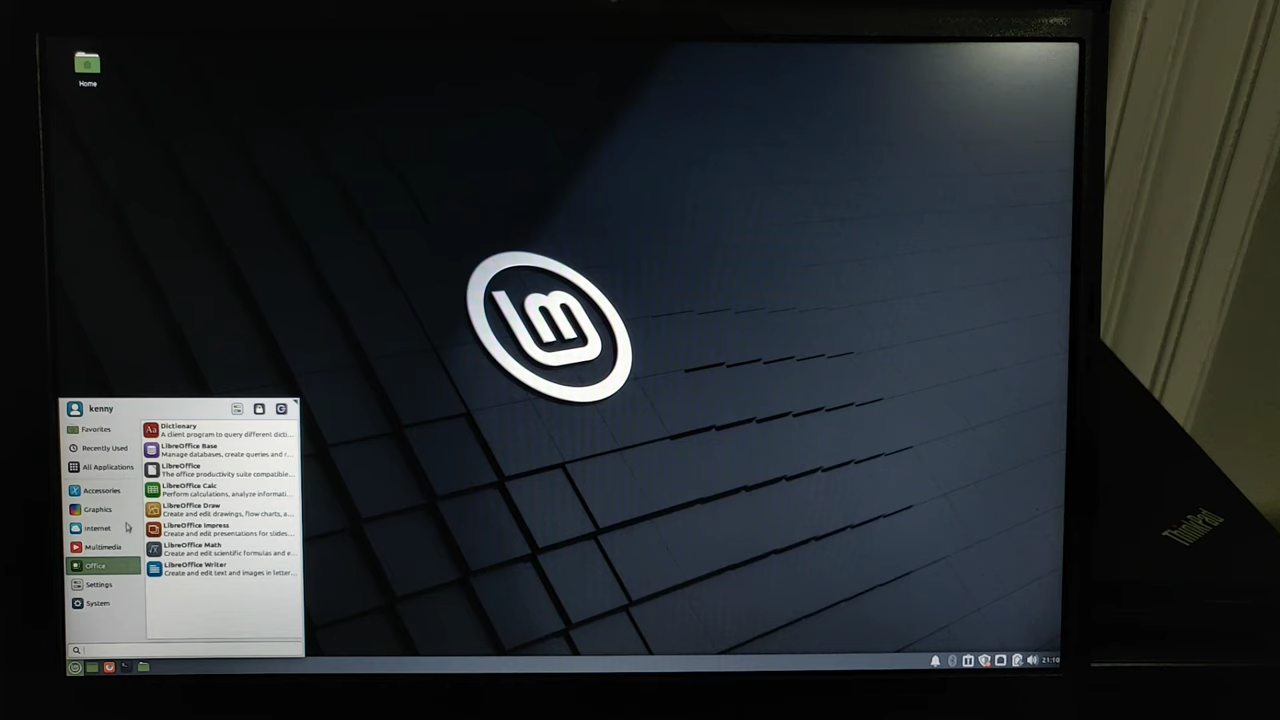 Home
lm
kenny
Favorites
Recently Used
All Applications
Accessories
Graphics
Internet
Multimedia
Office
Settings
System
Dictionary
A client program to query different dicti...
LibreOffice Base
Manage databases, create queries and r...
LibreOffice
The office productivity suite compatible...
LibreOffice Calc
Perform calculations, analyze informati...
LibreOffice Draw
Create and edit drawings, flow charts, a...
LibreOffice Impress
Create and edit presentations for slides...
LibreOffice Math
Create and edit scientific formulas and e...
LibreOffice Writer
Create and edit text and images in letter...
21:10
ThinkPad